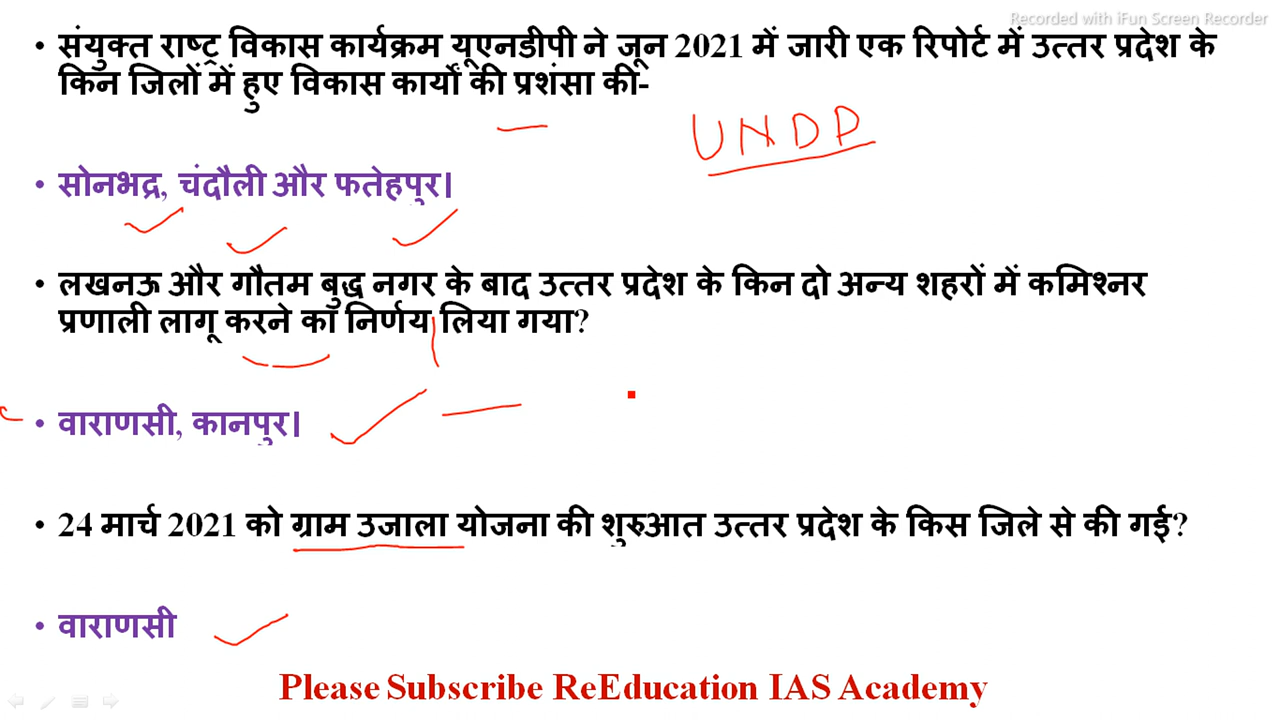 Recorded with iFun Screen Recorder
• संयुक्त राष्ट्र विकास कार्यक्रम यूएनडीपी ने जून 2021 में जारी एक रिपोर्ट में उत्तर प्रदेश के
किन जिलों में हुए विकास कार्यों की प्रशंसा की-
UNDP
• सोनभद्र, चंदौली और फतेहपुर।
• लखनऊ और गौतम बुद्ध नगर के बाद उत्तर प्रदेश के किन दो अन्य शहरों में कमिश्नर
प्रणाली लागू करने का निर्णय लिया गया?
• वाराणसी, कानपुर।
• 24 मार्च 2021 को ग्राम उजाला योजना की शुरुआत उत्तर प्रदेश के किस जिले से की गई?
• वाराणसी
Please Subscribe ReEducation IAS Academy